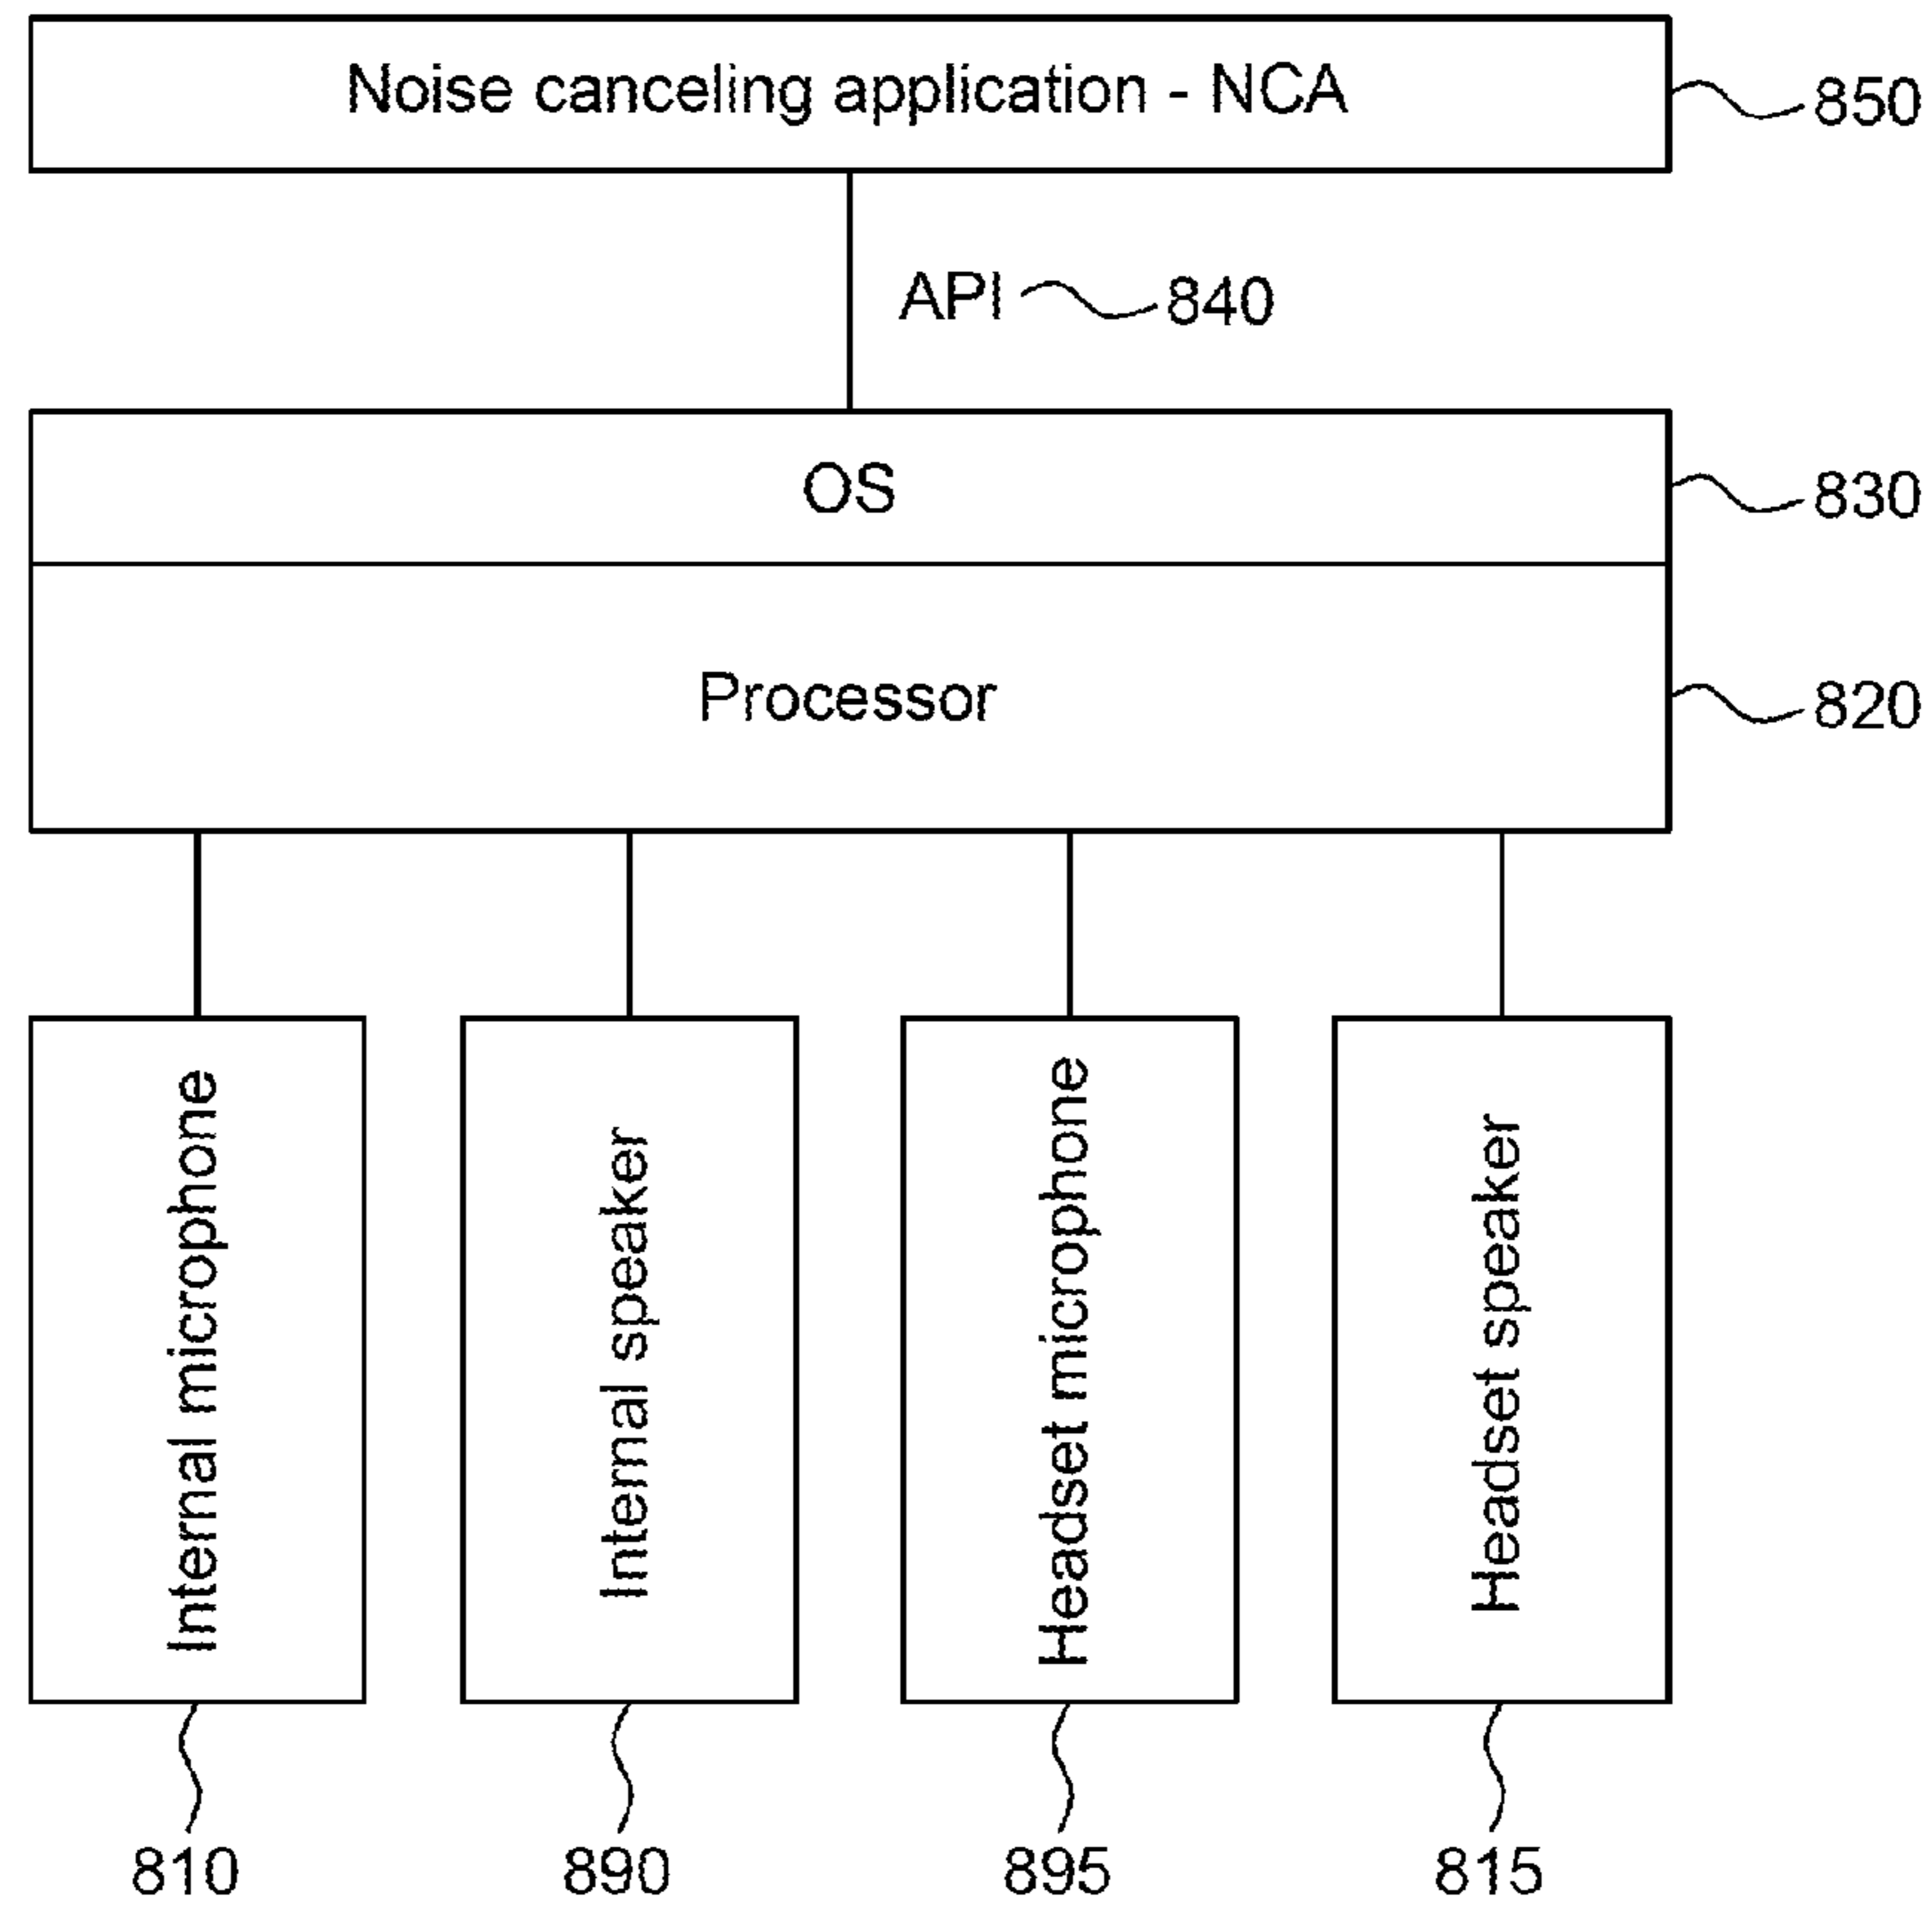 Noise canceling application - NCA
850
API
840
OS
830
Processor
820
Internal microphone
Internal speaker
Headset microphone
Headset speaker
810
890
895
815